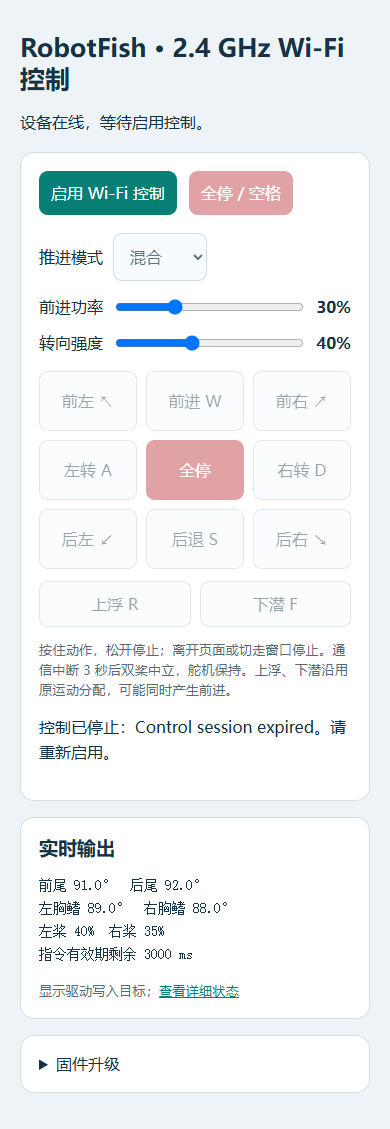 RobotFish • 2.4 GHz Wi-Fi
控制
设备在线，等待启用控制。
启用 Wi-Fi 控制 全停 / 空格
推进模式 混合
前进功率 30%
转向强度 40%
前左 ↖ 前进 W 前右 ↗
左转 A 全停 右转 D
后左 ↙ 后退 S 后右 ↘
上浮 R 下潜 F
按住动作，松开停止；离开页面或切走窗口停止。通
信中断 3 秒后双桨中立，舵机保持。上浮、下潜沿用
原运动分配，可能同时产生前进。
控制已停止：Control session expired。请
重新启用。
实时输出
前尾 91.0° 后尾 92.0°
左胸鳍 89.0° 右胸鳍 88.0°
左桨 40% 右桨 35%
指令有效期剩余 3000 ms
显示驱动写入目标；查看详细状态
▶ 固件升级